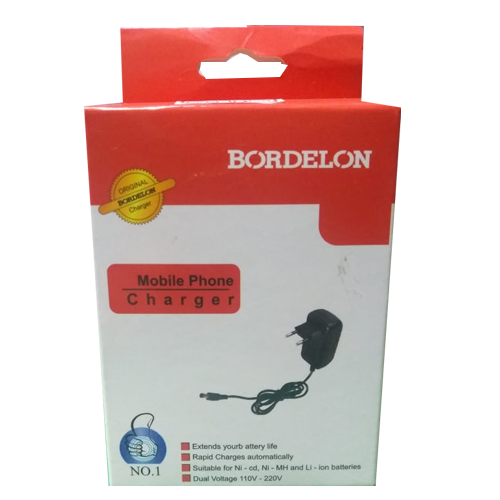 BORDELON
ORIGINAL
BORDELON
Charger
Mobile Phone
Charger
Extends yourb attery life
Rapid Charges automatically
Suitable for Ni - cd, Ni - MH and Li - ion batteries
Dual Voltage 110V - 220V
NO.1